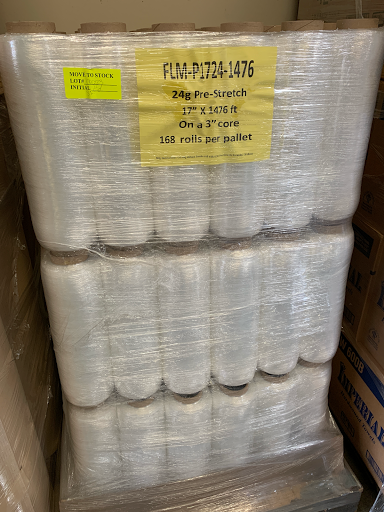 MOVE TO STOCK
LOT#
INITIAL
FLM-P1724-1476
24g Pre-Stretch
17" X 1476 ft
On a 3" core
168 rolls per pallet
IMPERIAL